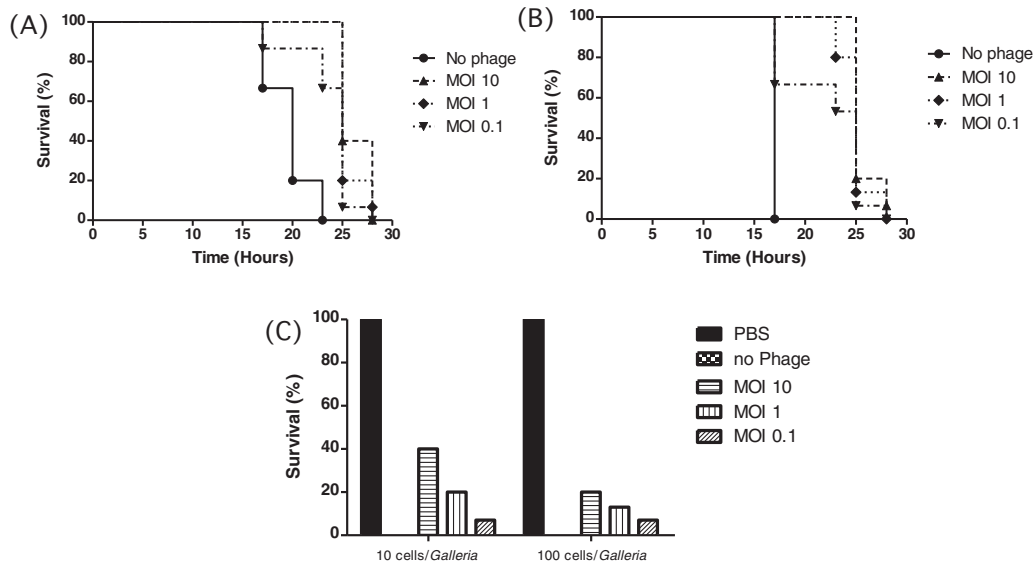 (A)
100
80
60
40
20
0
Survival (%)
0 5 10 15 20 25 30
Time (Hours)
No phage
MOI 10
MOI 1
MOI 0.1
(B)
100
80
60
40
20
0
Survival (%)
0 5 10 15 20 25 30
Time (Hours)
No phage
MOI 10
MOI 1
MOI 0.1
(C)
100
80
60
40
20
0
Survival (%)
10 cells/Galleria 100 cells/Galleria
PBS
no Phage
MOI 10
MOI 1
MOI 0.1